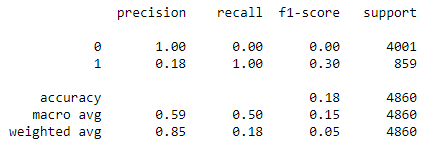 precision recall f1-score support
0 1.00 0.00 0.00 4001
1 0.18 1.00 0.30 859
accuracy 0.18 4860
macro avg 0.59 0.50 0.15 4860
weighted avg 0.85 0.18 0.05 4860